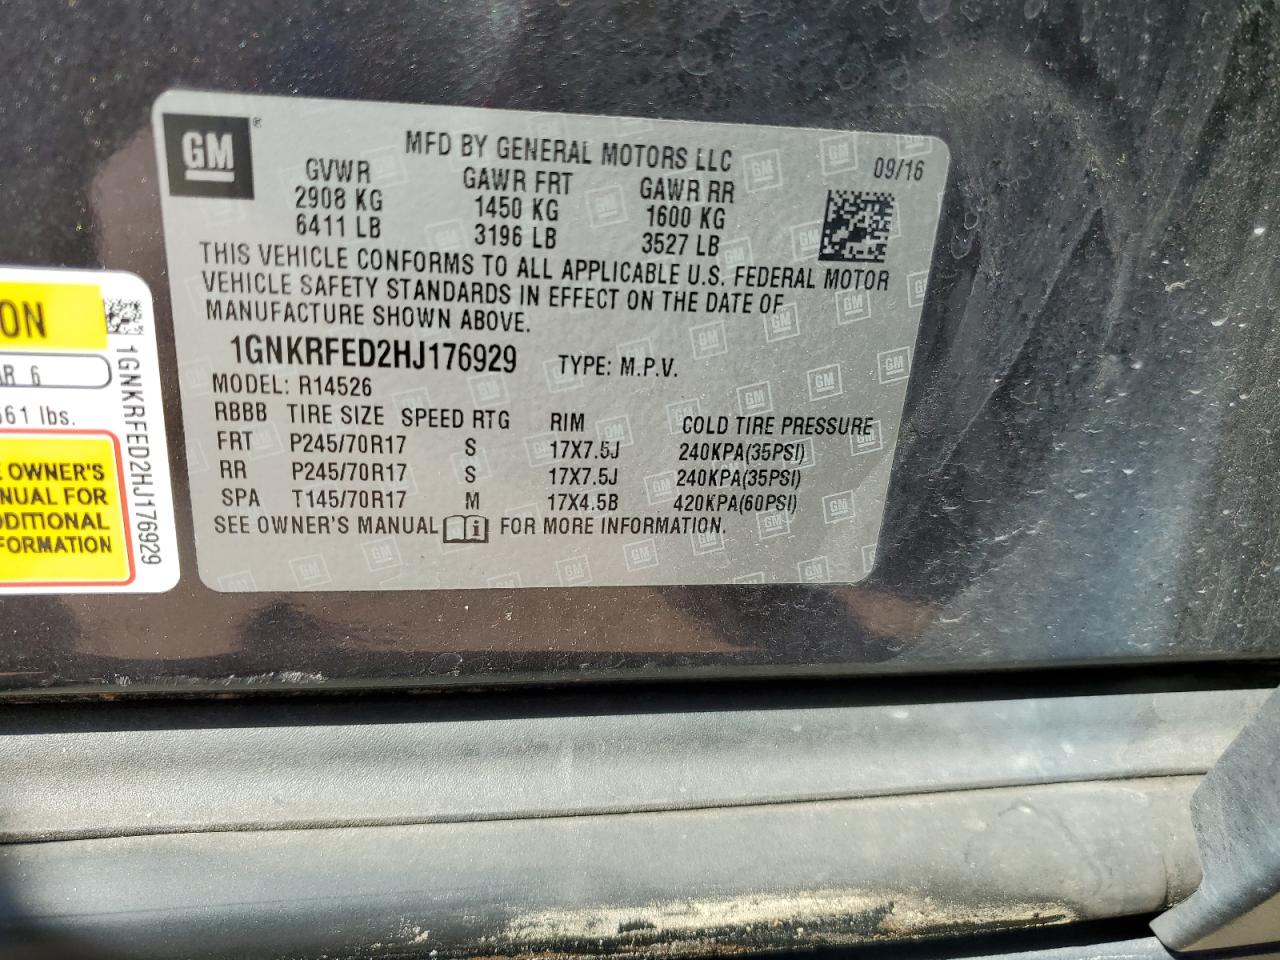 GM
MFD BY GENERAL MOTORS LLC
09/16
GVWR GAWR FRT GAWR RR
2908 KG 1450 KG 1600 KG
6411 LB 3196 LB 3527 LB
THIS VEHICLE CONFORMS TO ALL APPLICABLE U.S. FEDERAL MOTOR
VEHICLE SAFETY STANDARDS IN EFFECT ON THE DATE OF
MANUFACTURE SHOWN ABOVE.
1GNKRFED2HJ176929 TYPE: M.P.V.
MODEL: R14526
RBBB TIRE SIZE SPEED RTG RIM COLD TIRE PRESSURE
FRT P245/70R17 S 17X7.5J 240KPA(35PSI)
RR P245/70R17 S 17X7.5J 240KPA(35PSI)
SPA T145/70R17 M 17X4.5B 420KPA(60PSI)
SEE OWNER'S MANUAL FOR MORE INFORMATION.
ON
AR 6
661 lbs.
E OWNER'S
NUAL FOR
DDITIONAL
FORMATION
1GNKRFED2HJ176929